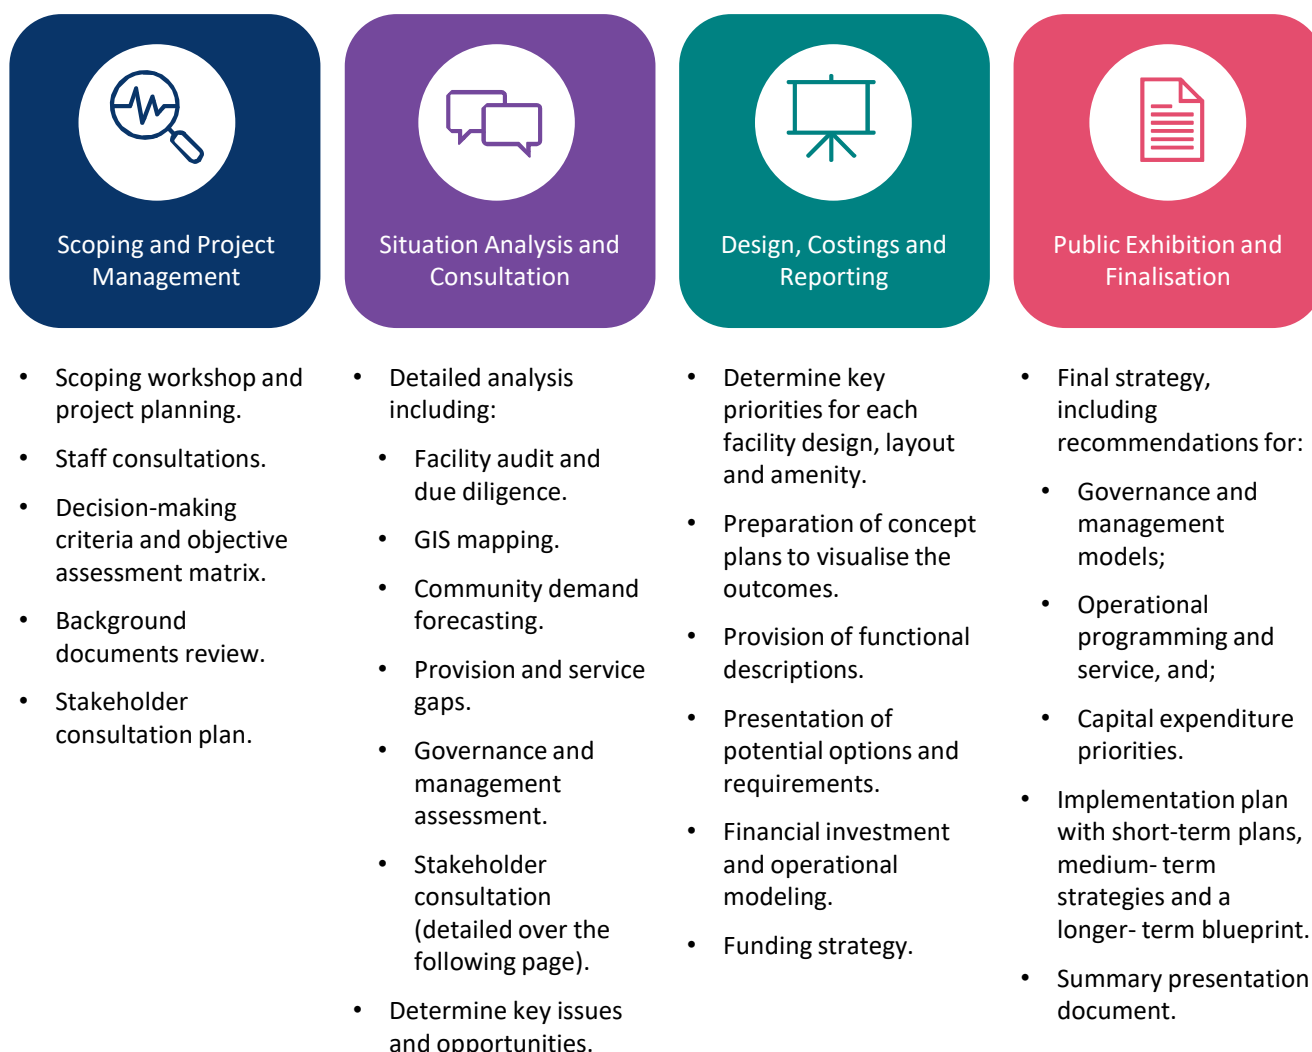 Scoping and Project
Management
• Scoping workshop and
project planning.
• Staff consultations.
• Decision-making
criteria and objective
assessment matrix.
• Background
documents review.
• Stakeholder
consultation plan.
Situation Analysis and
Consultation
• Detailed analysis
including:
• Facility audit and
due diligence.
• GIS mapping.
• Community demand
forecasting.
• Provision and service
gaps.
• Governance and
management
assessment.
• Stakeholder
consultation
(detailed over the
following page).
• Determine key issues
and opportunities.
Design, Costings and
Reporting
• Determine key
priorities for each
facility design, layout
and amenity.
• Preparation of concept
plans to visualise the
outcomes.
• Provision of functional
descriptions.
• Presentation of
potential options and
requirements.
• Financial investment
and operational
modeling.
• Funding strategy.
Public Exhibition and
Finalisation
• Final strategy,
including
recommendations for:
• Governance and
management
models;
• Operational
programming and
service, and;
• Capital expenditure
priorities.
• Implementation plan
with short-term plans,
medium- term
strategies and a
longer- term blueprint.
• Summary presentation
document.